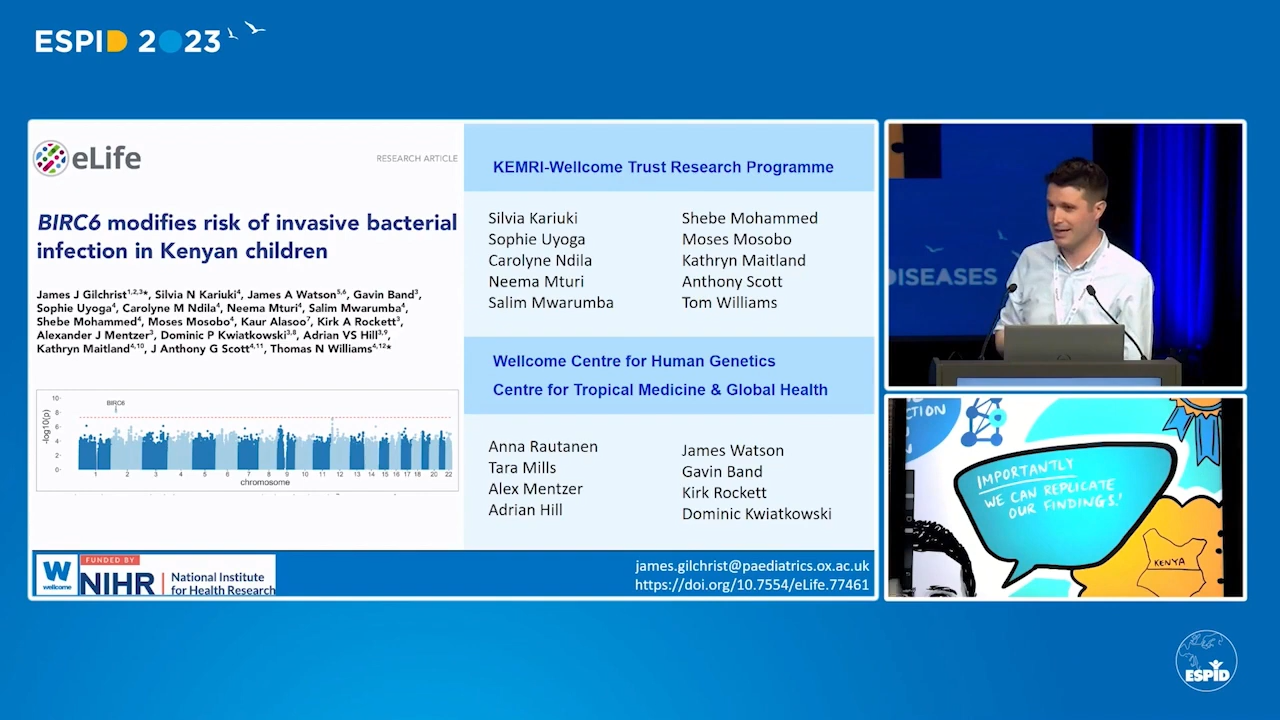 ESPID 2023
eLife
RESEARCH ARTICLE
BIRC6 modifies risk of invasive bacterial
infection in Kenyan children
James J Gilchrist1,2,3*, Silvia N Kariuki4, James A Watson5,6, Gavin Band3,
Sophie Uyoga4, Carolyne M Ndila4, Neema Mturi4, Salim Mwarumba4,
Shebe Mohammed4, Moses Mosobo4, Kaur Alasoo7, Kirk A Rockett3,
Alexander J Mentzer3, Dominic P Kwiatkowski3,8, Adrian VS Hill3,9,
Kathryn Maitland4,10, J Anthony G Scott4,11, Thomas N Williams4,12*
BIRC6
-log10(p)
10
8
6
4
2
0
1 2 3 4 5 6 7 8 9 10 11 12 13 14 15 16 17 18 20 22
chromosome
KEMRI-Wellcome Trust Research Programme
Silvia Kariuki
Sophie Uyoga
Carolyne Ndila
Neema Mturi
Salim Mwarumba
Shebe Mohammed
Moses Mosobo
Kathryn Maitland
Anthony Scott
Tom Williams
Wellcome Centre for Human Genetics
Centre for Tropical Medicine & Global Health
Anna Rautanen
Tara Mills
Alex Mentzer
Adrian Hill
James Watson
Gavin Band
Kirk Rockett
Dominic Kwiatkowski
W
wellcome
FUNDED BY
NIHR
National Institute
for Health Research
james.gilchrist@paediatrics.ox.ac.uk
https://doi.org/10.7554/eLife.77461
DISEASES
CTION
IMPORTANTLY
WE CAN REPLICATE
OUR FINDINGS!
KENYA
ESPID